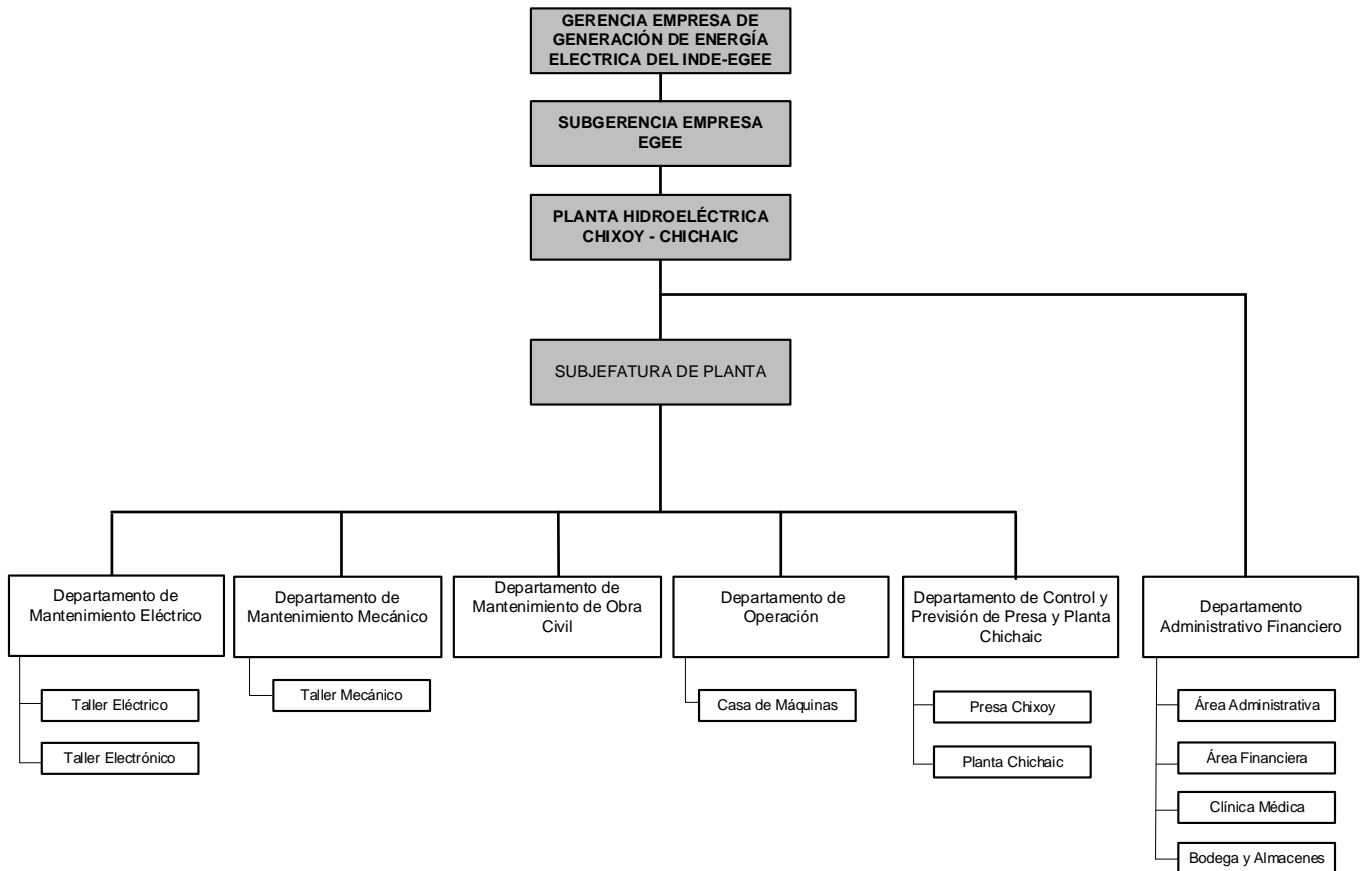 GERENCIA EMPRESA DE
GENERACIÓN DE ENERGÍA
ELECTRICA DEL INDE-EGEE
SUBGERENCIA EMPRESA
EGEE
PLANTA HIDROELÉCTRICA
CHIXOY - CHICHAIC
SUBJEFATURA DE PLANTA
Departamento de
Mantenimiento Eléctrico
Departamento de
Mantenimiento Mecánico
Departamento de
Mantenimiento de Obra
Civil
Departamento de
Operación
Departamento de Control y
Previsión de Presa y Planta
Chichaic
Departamento
Administrativo Financiero
Taller Eléctrico
Taller Electrónico
Taller Mecánico
Casa de Máquinas
Presa Chixoy
Planta Chichaic
Área Administrativa
Área Financiera
Clínica Médica
Bodega y Almacenes